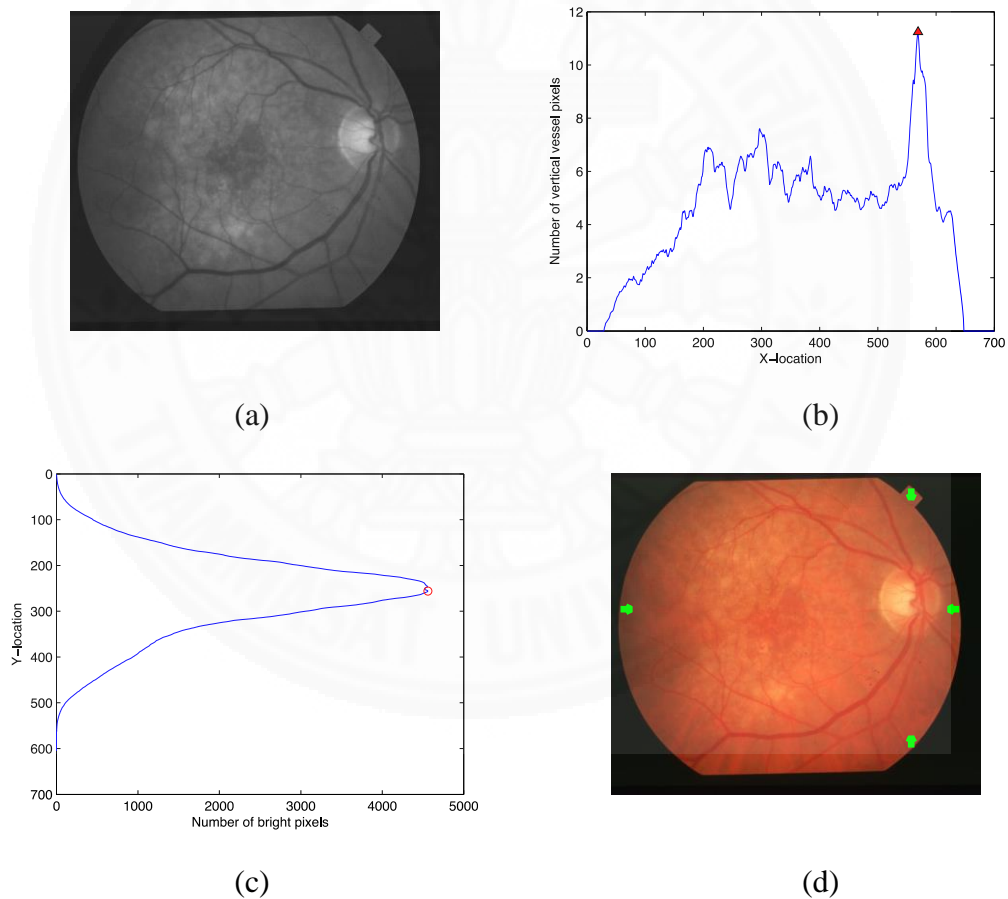 12
10
8
6
4
2
0
Number of vertical vessel pixels
0 100 200 300 400 500 600 700
X-location
(a)
(b)
0
100
200
300
400
500
600
700
Y-location
0 1000 2000 3000 4000 5000
Number of bright pixels
(c)
(d)